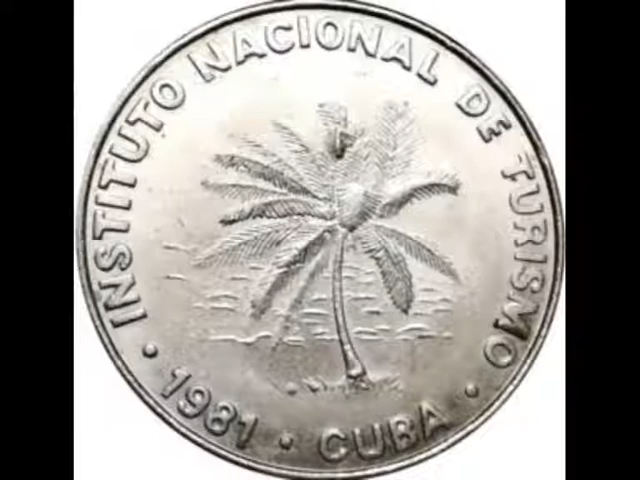 INSTITUTO NACIONAL DE TURISMO
· 1981 · CUBA ·